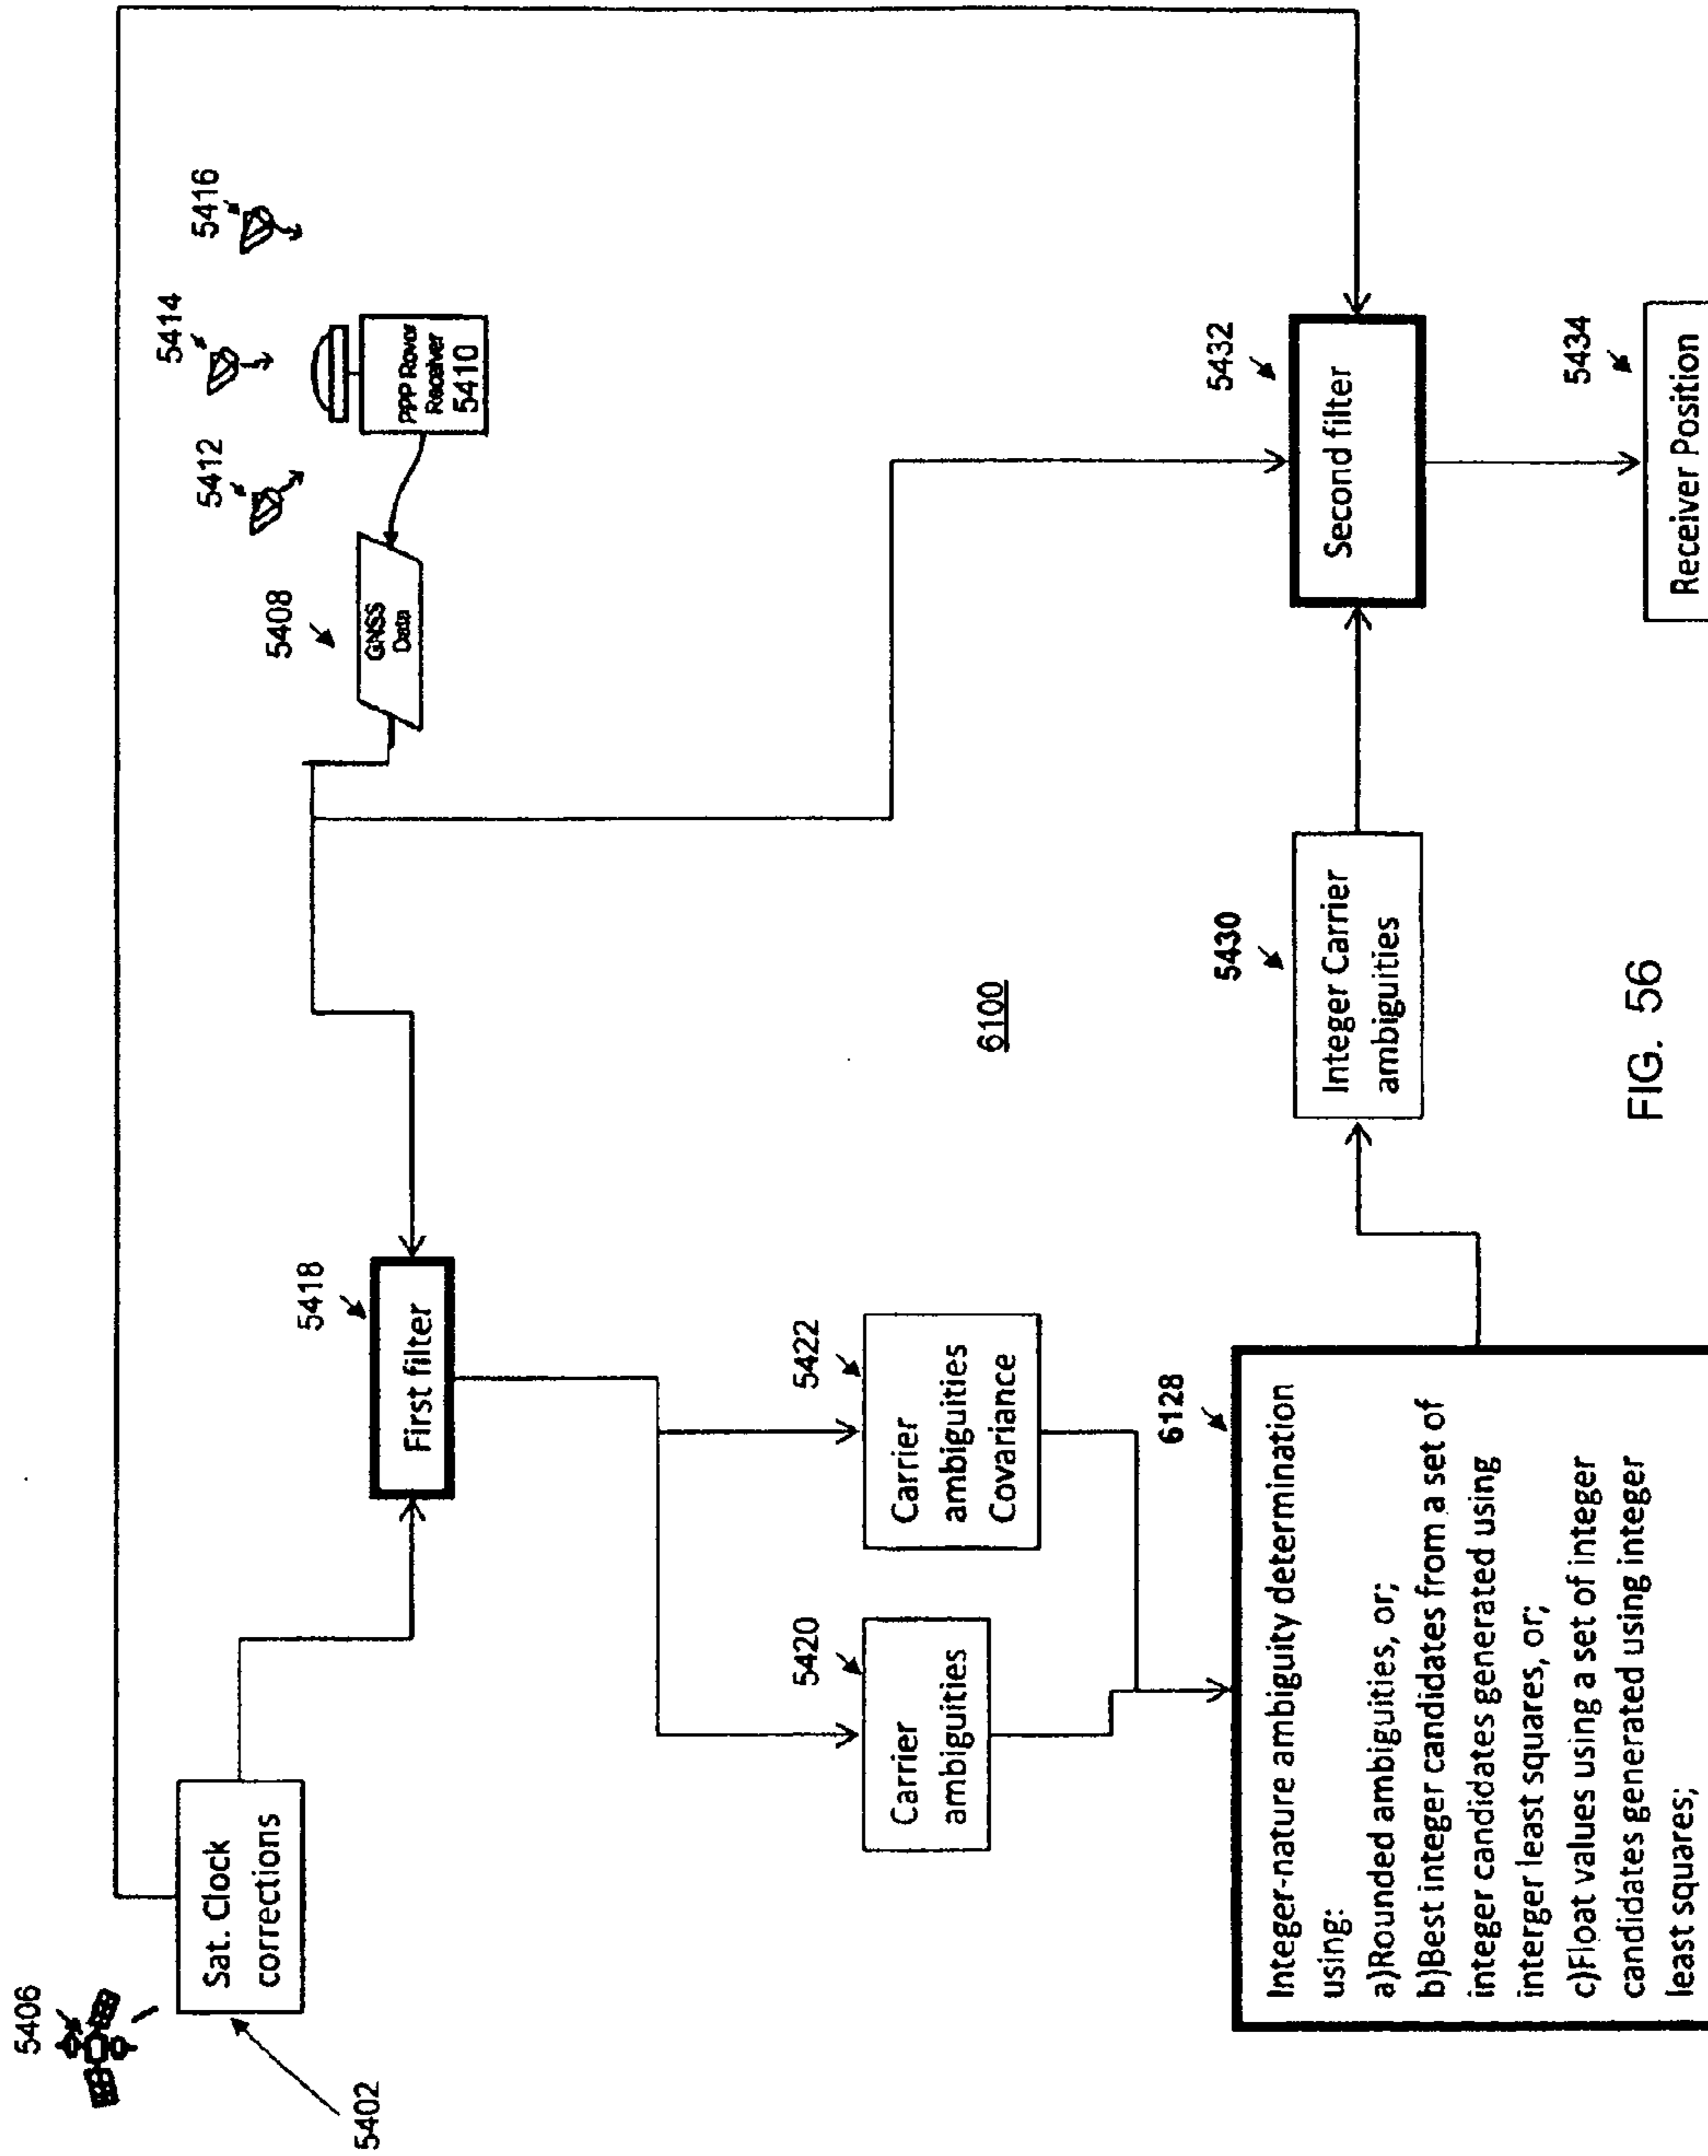 5406
5402
Sat. Clock
corrections
5416
5414
5412
PPP Rover
Receiver
5410
5408
GNSS
Data
5418
First filter
5420
Carrier
ambiguities
5422
Carrier
ambiguities
Covariance
6100
6128
Integer-nature ambiguity determination
using:
a)Rounded ambiguities, or;
b)Best integer candidates from a set of
integer candidates generated using
interger least squares, or;
c)Float values using a set of integer
candidates generated using integer
least squares;
5430
Integer Carrier
ambiguities
5432
Second filter
5434
Receiver Position
FIG. 56